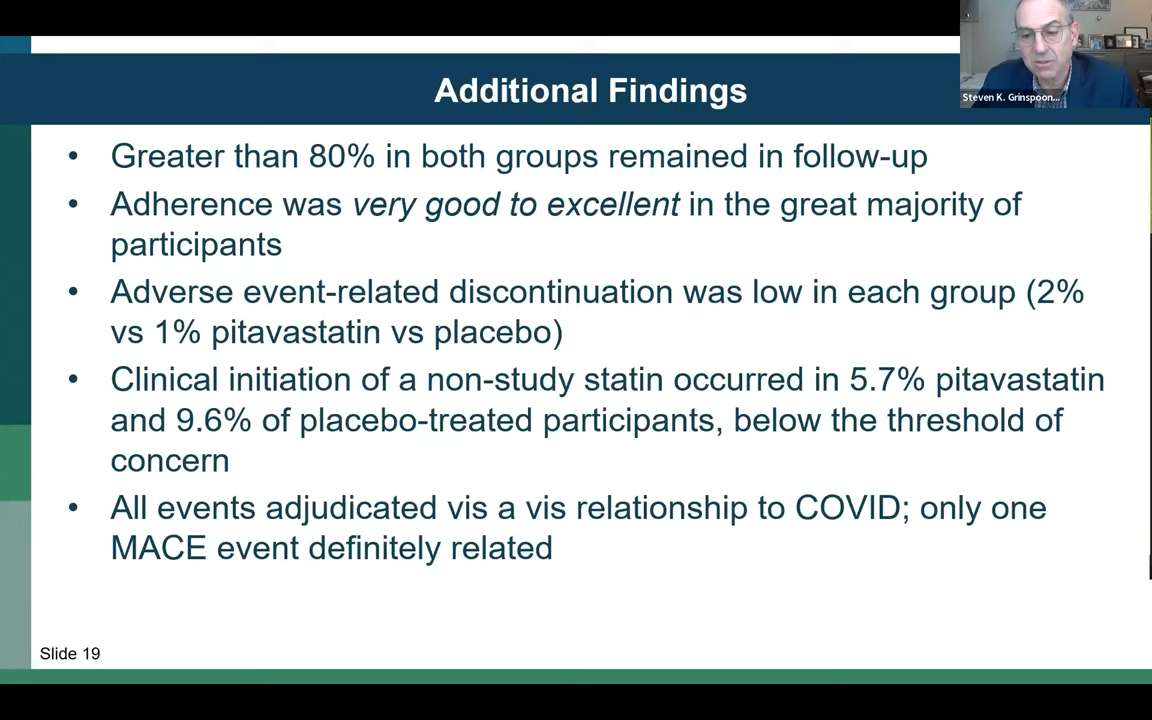 Additional Findings
Steven K. Grinspoon...
• Greater than 80% in both groups remained in follow-up
• Adherence was very good to excellent in the great majority of
participants
• Adverse event-related discontinuation was low in each group (2%
vs 1% pitavastatin vs placebo)
• Clinical initiation of a non-study statin occurred in 5.7% pitavastatin
and 9.6% of placebo-treated participants, below the threshold of
concern
• All events adjudicated vis a vis relationship to COVID; only one
MACE event definitely related
Slide 19